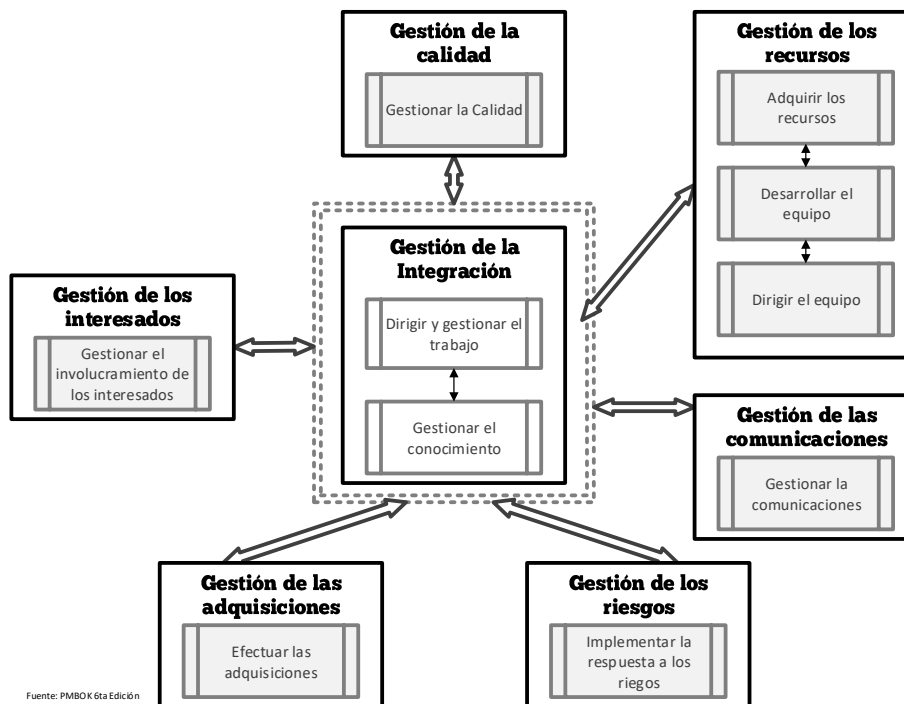 Gestión de la
calidad
Gestionar la Calidad
Gestión de los
recursos
Adquirir los
recursos
Desarrollar el
equipo
Dirigir el equipo
Gestión de la
Integración
Dirigir y gestionar el
trabajo
Gestionar el
conocimiento
Gestión de los
interesados
Gestionar el
involucramiento de
los interesados
Gestión de las
comunicaciones
Gestionar la
comunicaciones
Gestión de las
adquisiciones
Efectuar las
adquisiciones
Gestión de los
riesgos
Implementar la
respuesta a los
riegos
Fuente: PMBOK 6ta Edición